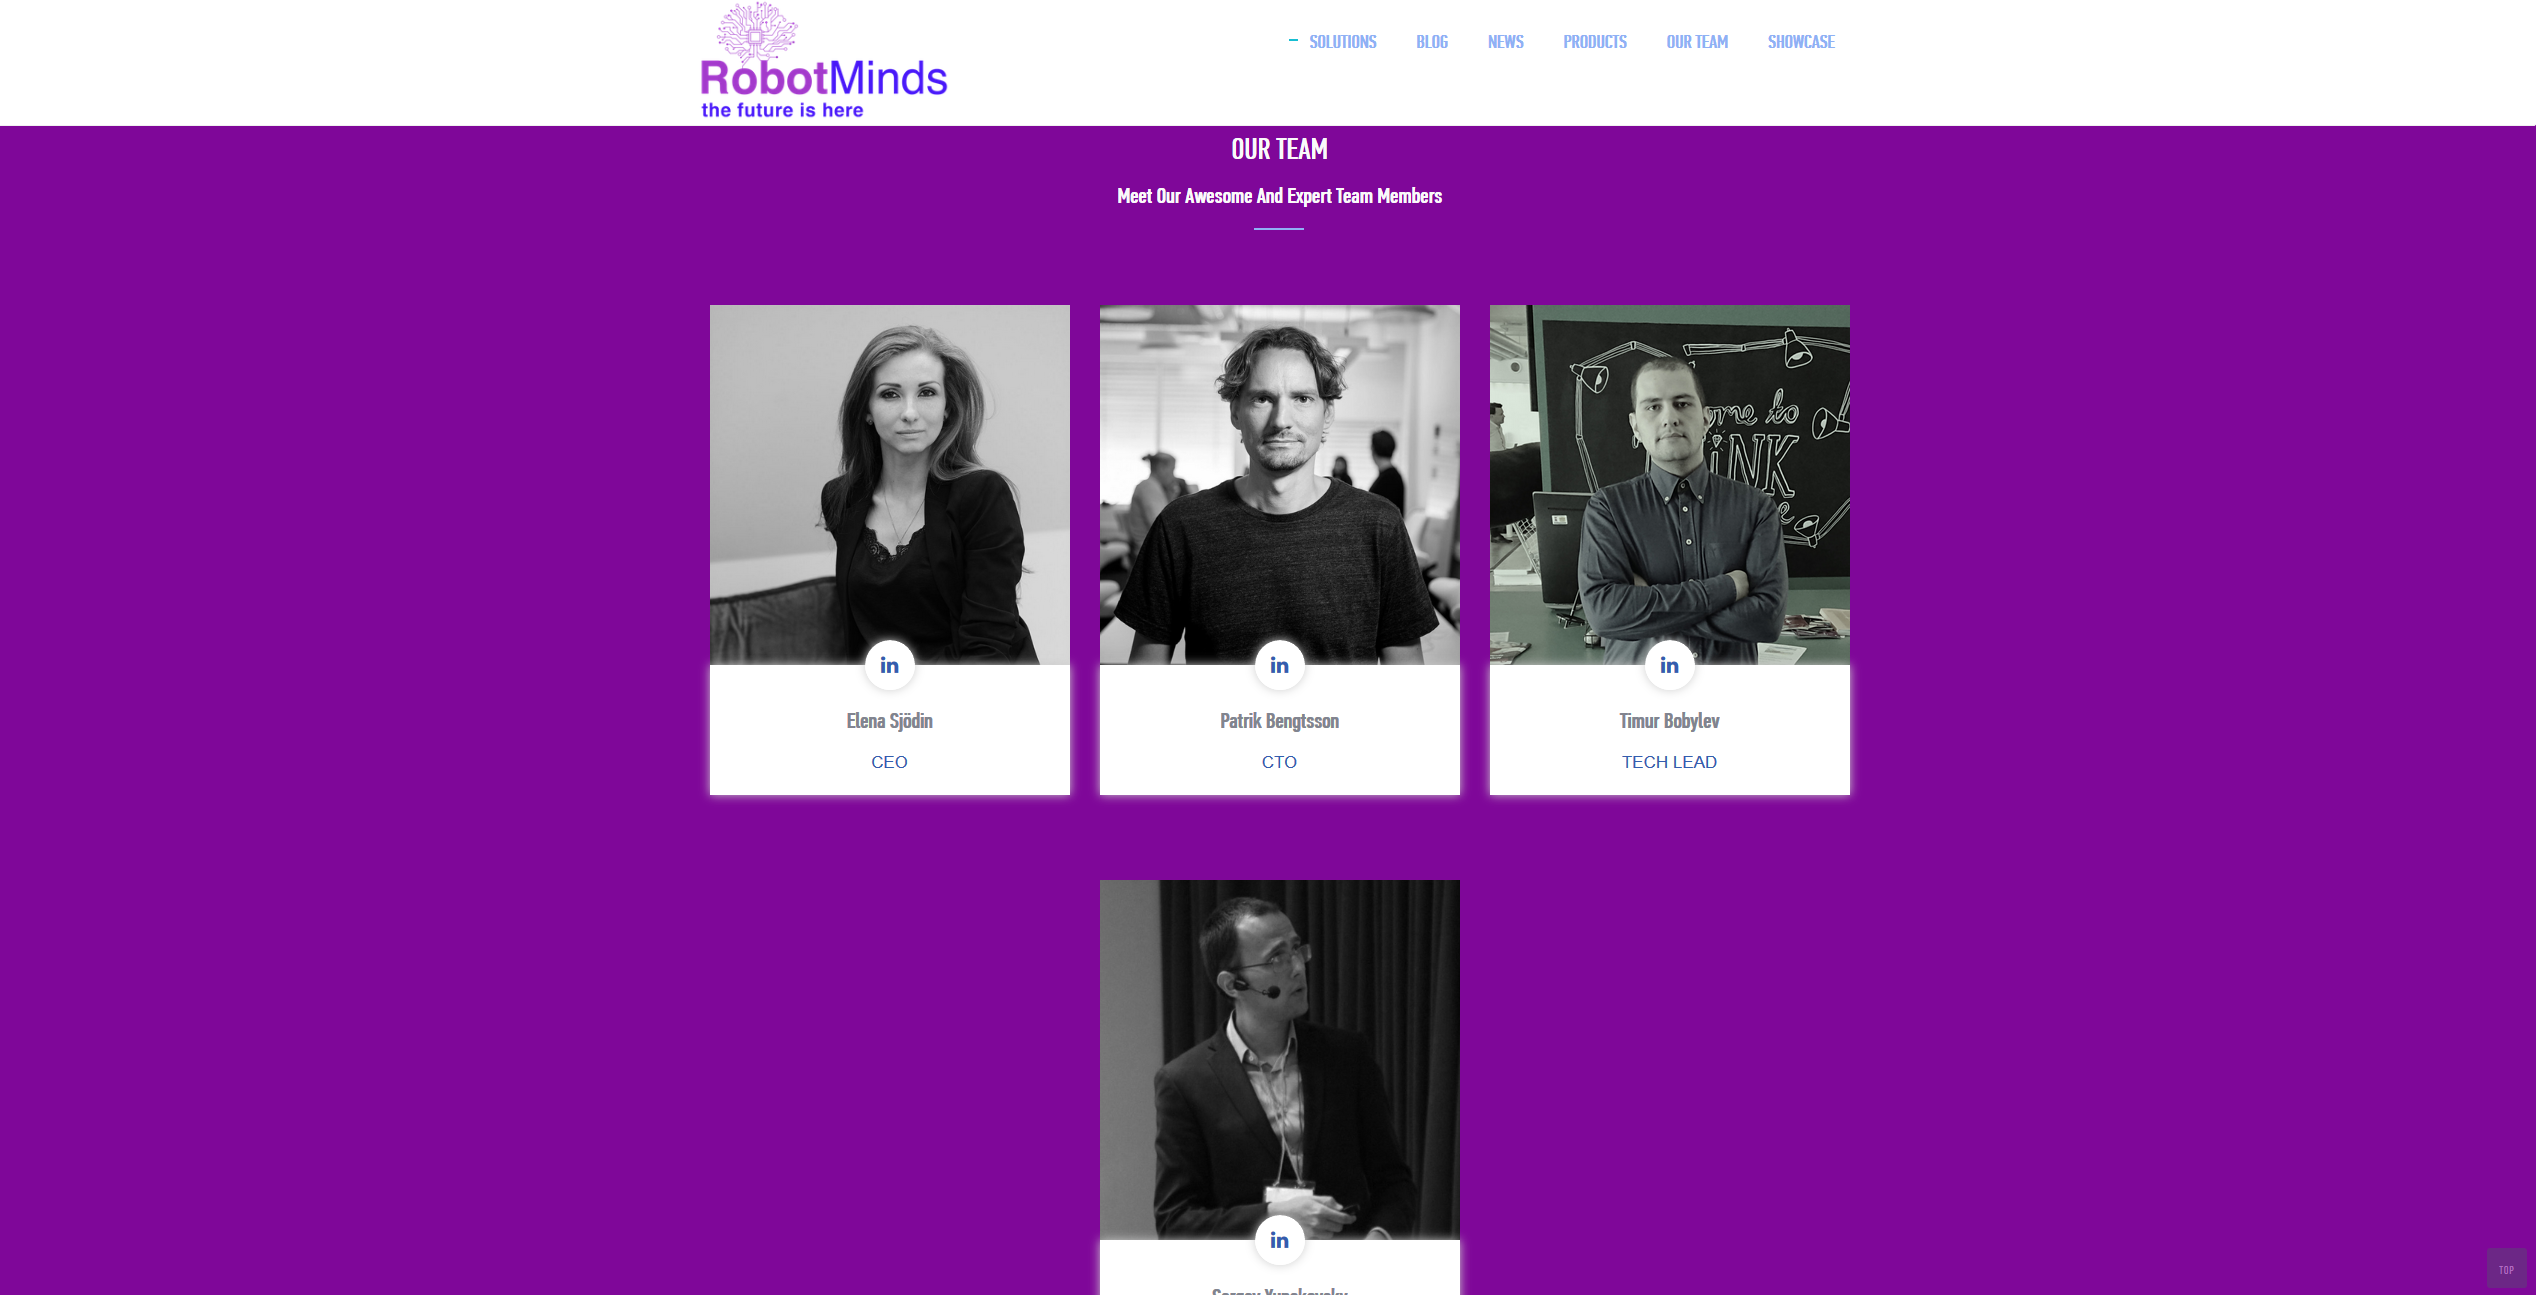 RobotMinds
the future is here
SOLUTIONS BLOG NEWS PRODUCTS OUR TEAM SHOWCASE
OUR TEAM
Meet Our Awesome And Expert Team Members
in in in
Elena Sjödin Patrik Bengtsson Timur Bobylev
CEO CTO TECH LEAD
in
TOP